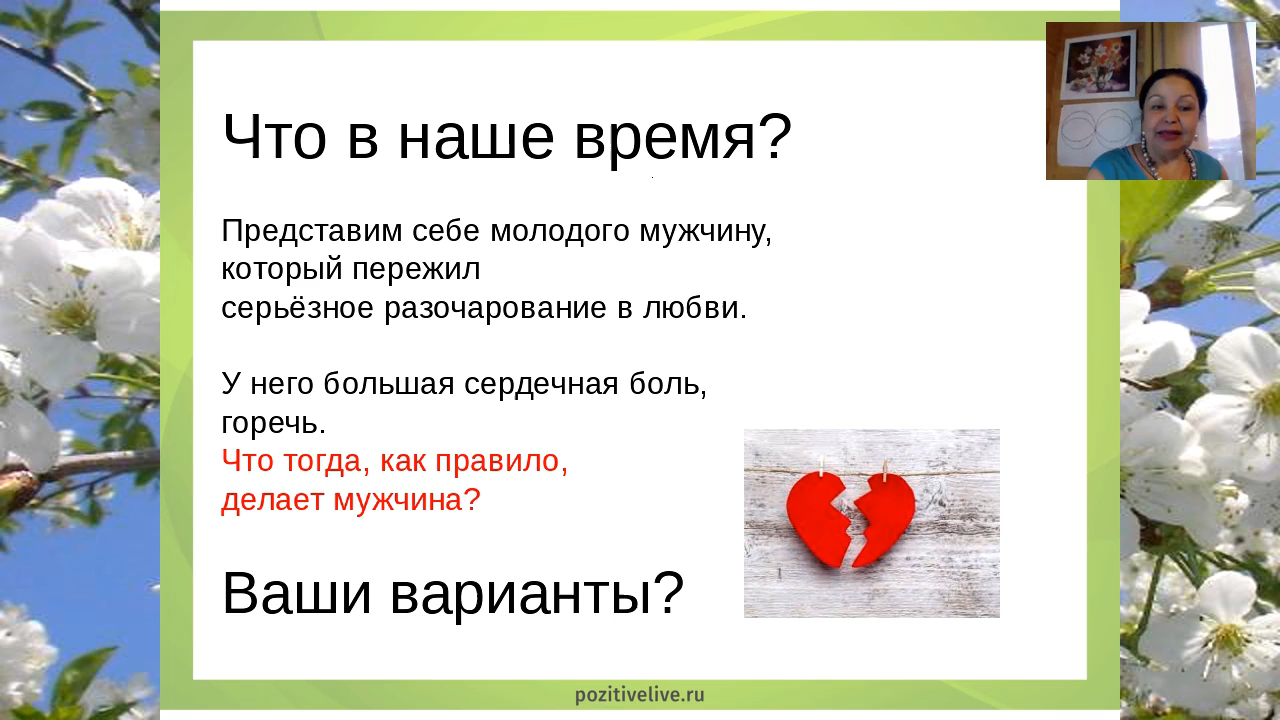 Что в наше время?
Представим себе молодого мужчину,
который пережил
серьёзное разочарование в любви.
У него большая сердечная боль,
горечь.
Что тогда, как правило,
делает мужчина?
Ваши варианты?
pozitivelive.ru